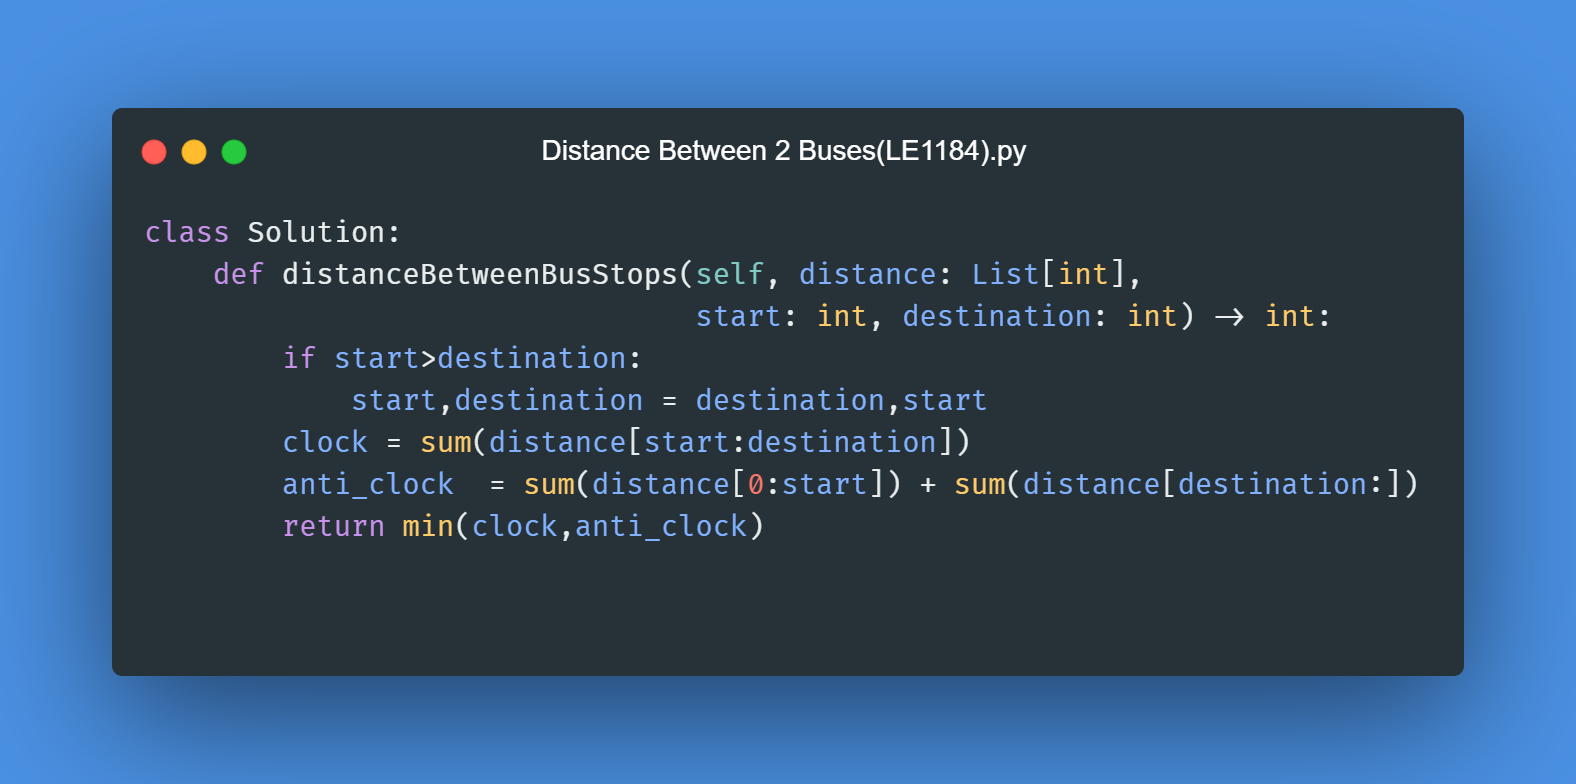 Distance Between 2 Buses(LE1184).py
class Solution:
    def distanceBetweenBusStops(self, distance: List[int],
                                start: int, destination: int) -> int:
        if start>destination:
            start,destination = destination,start
        clock = sum(distance[start:destination])
        anti_clock  = sum(distance[0:start]) + sum(distance[destination:])
        return min(clock,anti_clock)